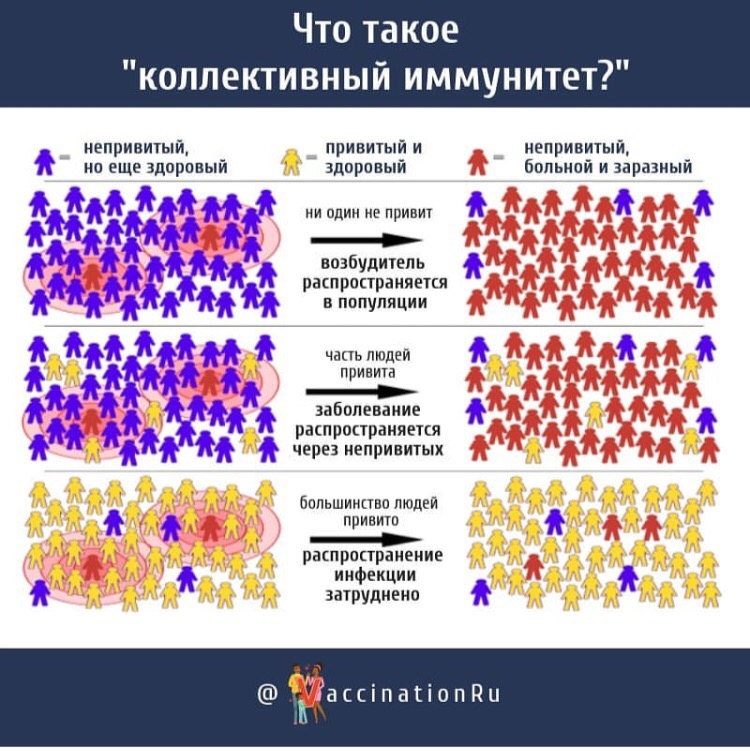 Что такое
"коллективный иммунитет?"
- непривитый,
но еще здоровый
- привитый и
здоровый
- непривитый,
больной и заразный
ни один не привит
возбудитель
распространяется
в популяции
часть людей
привита
заболевание
распространяется
через непривитых
большинство людей
привито
распространение
инфекции
затруднено
@ VaccinationRu